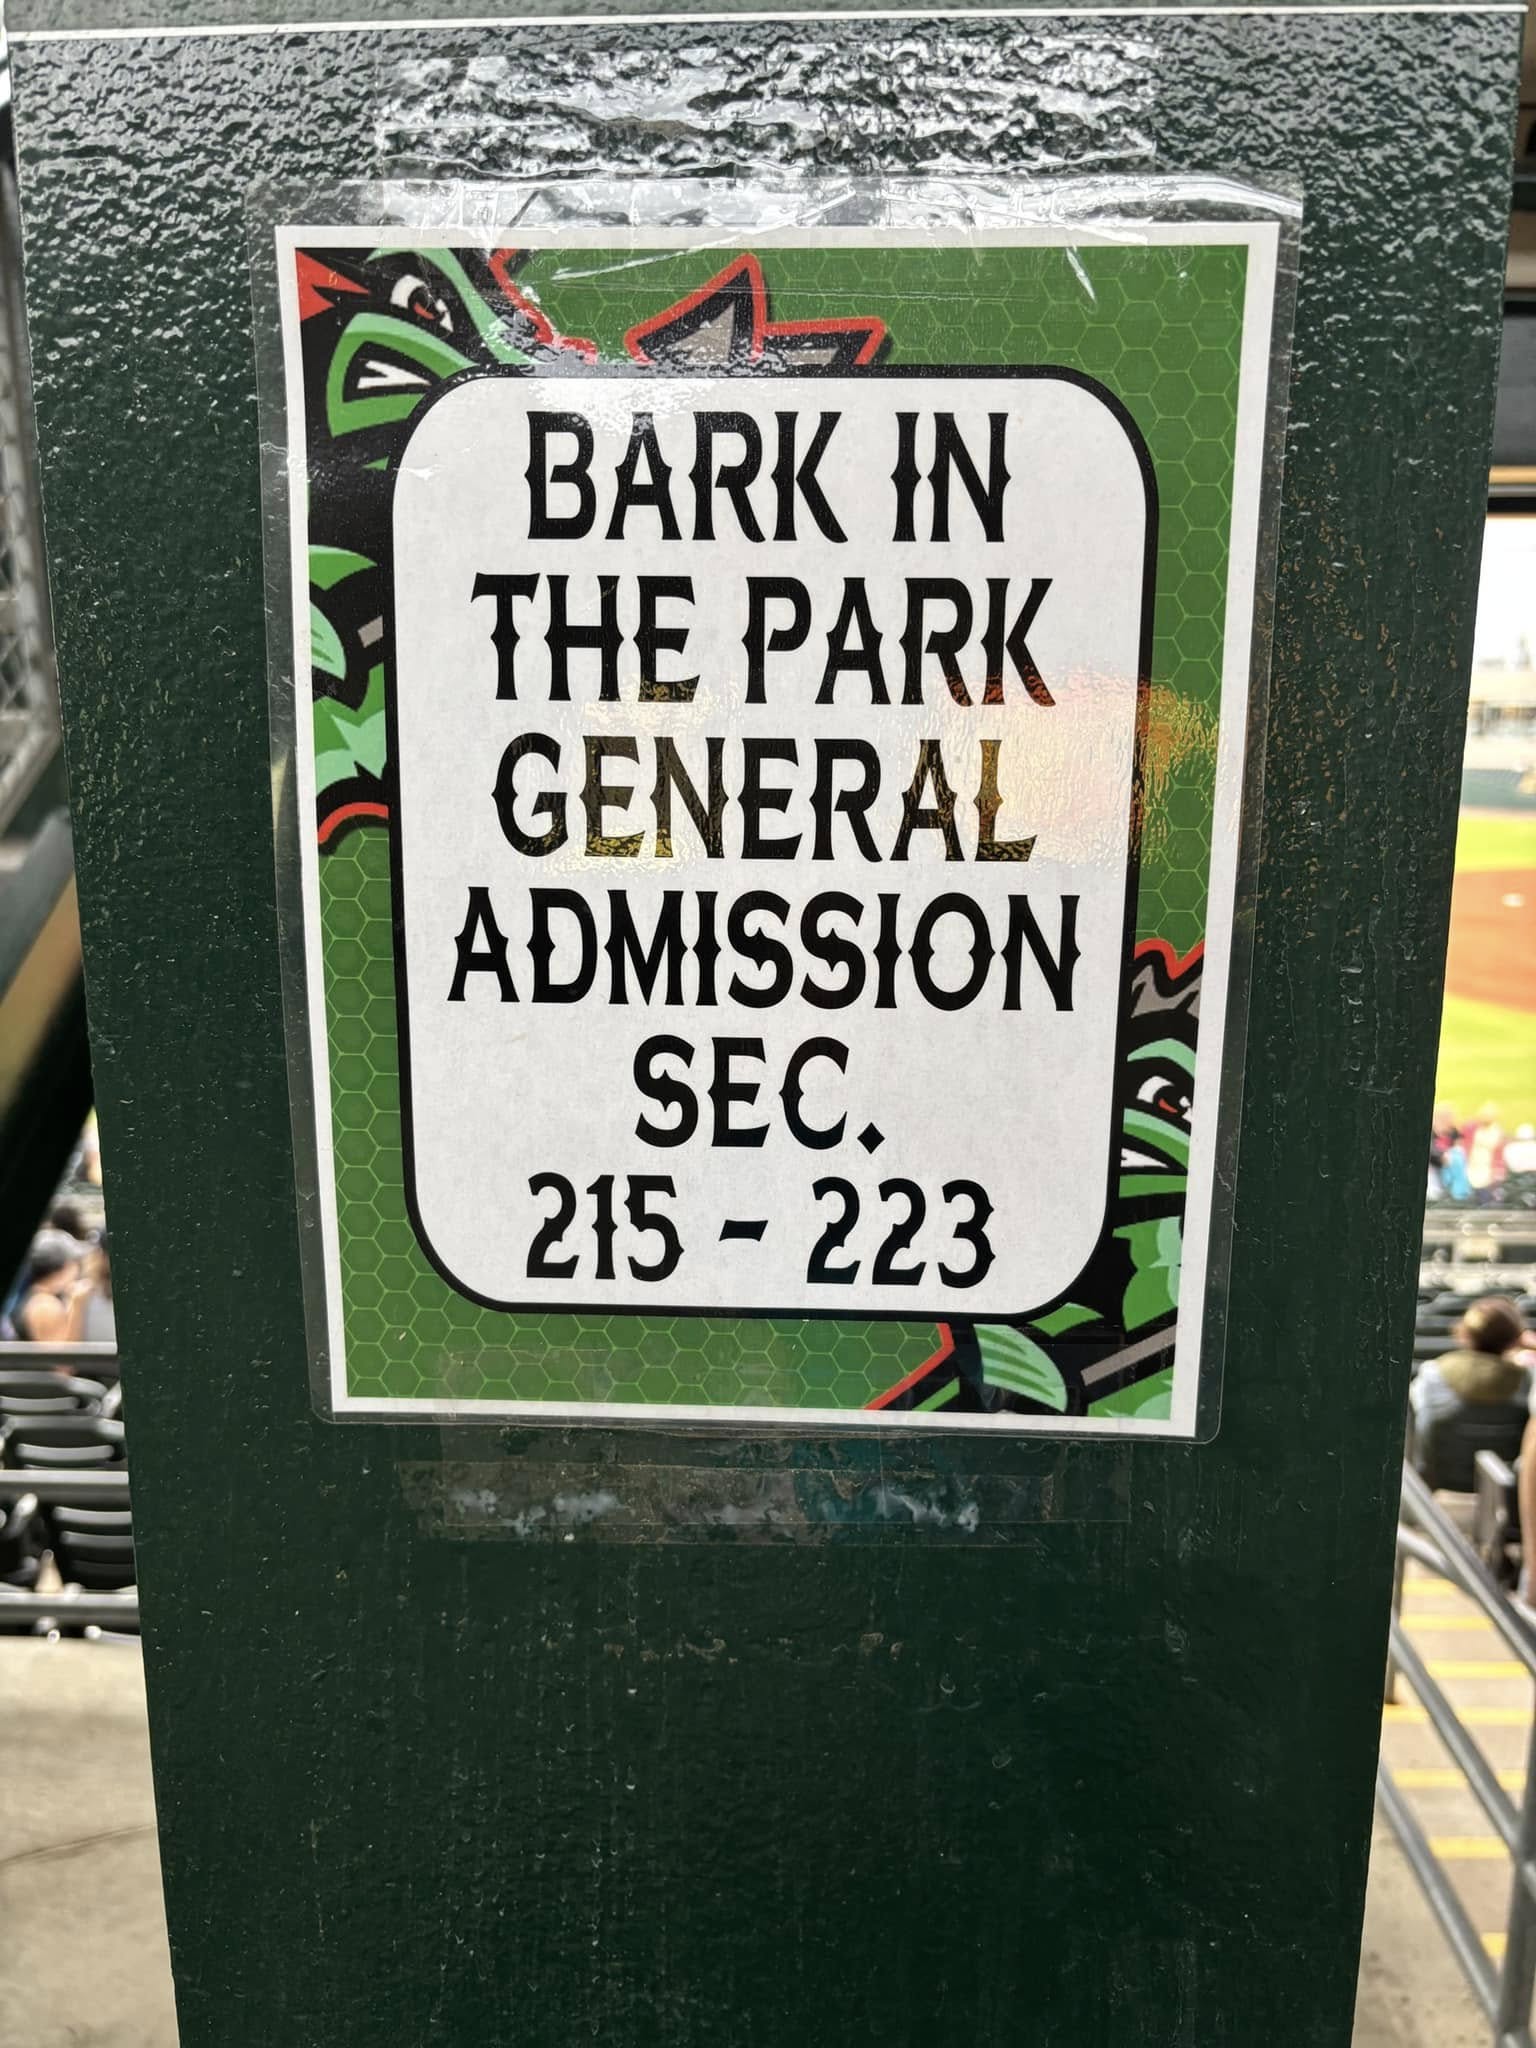 BARK IN
THE PARK
GENERAL
ADMISSION
SEC.
215 - 223